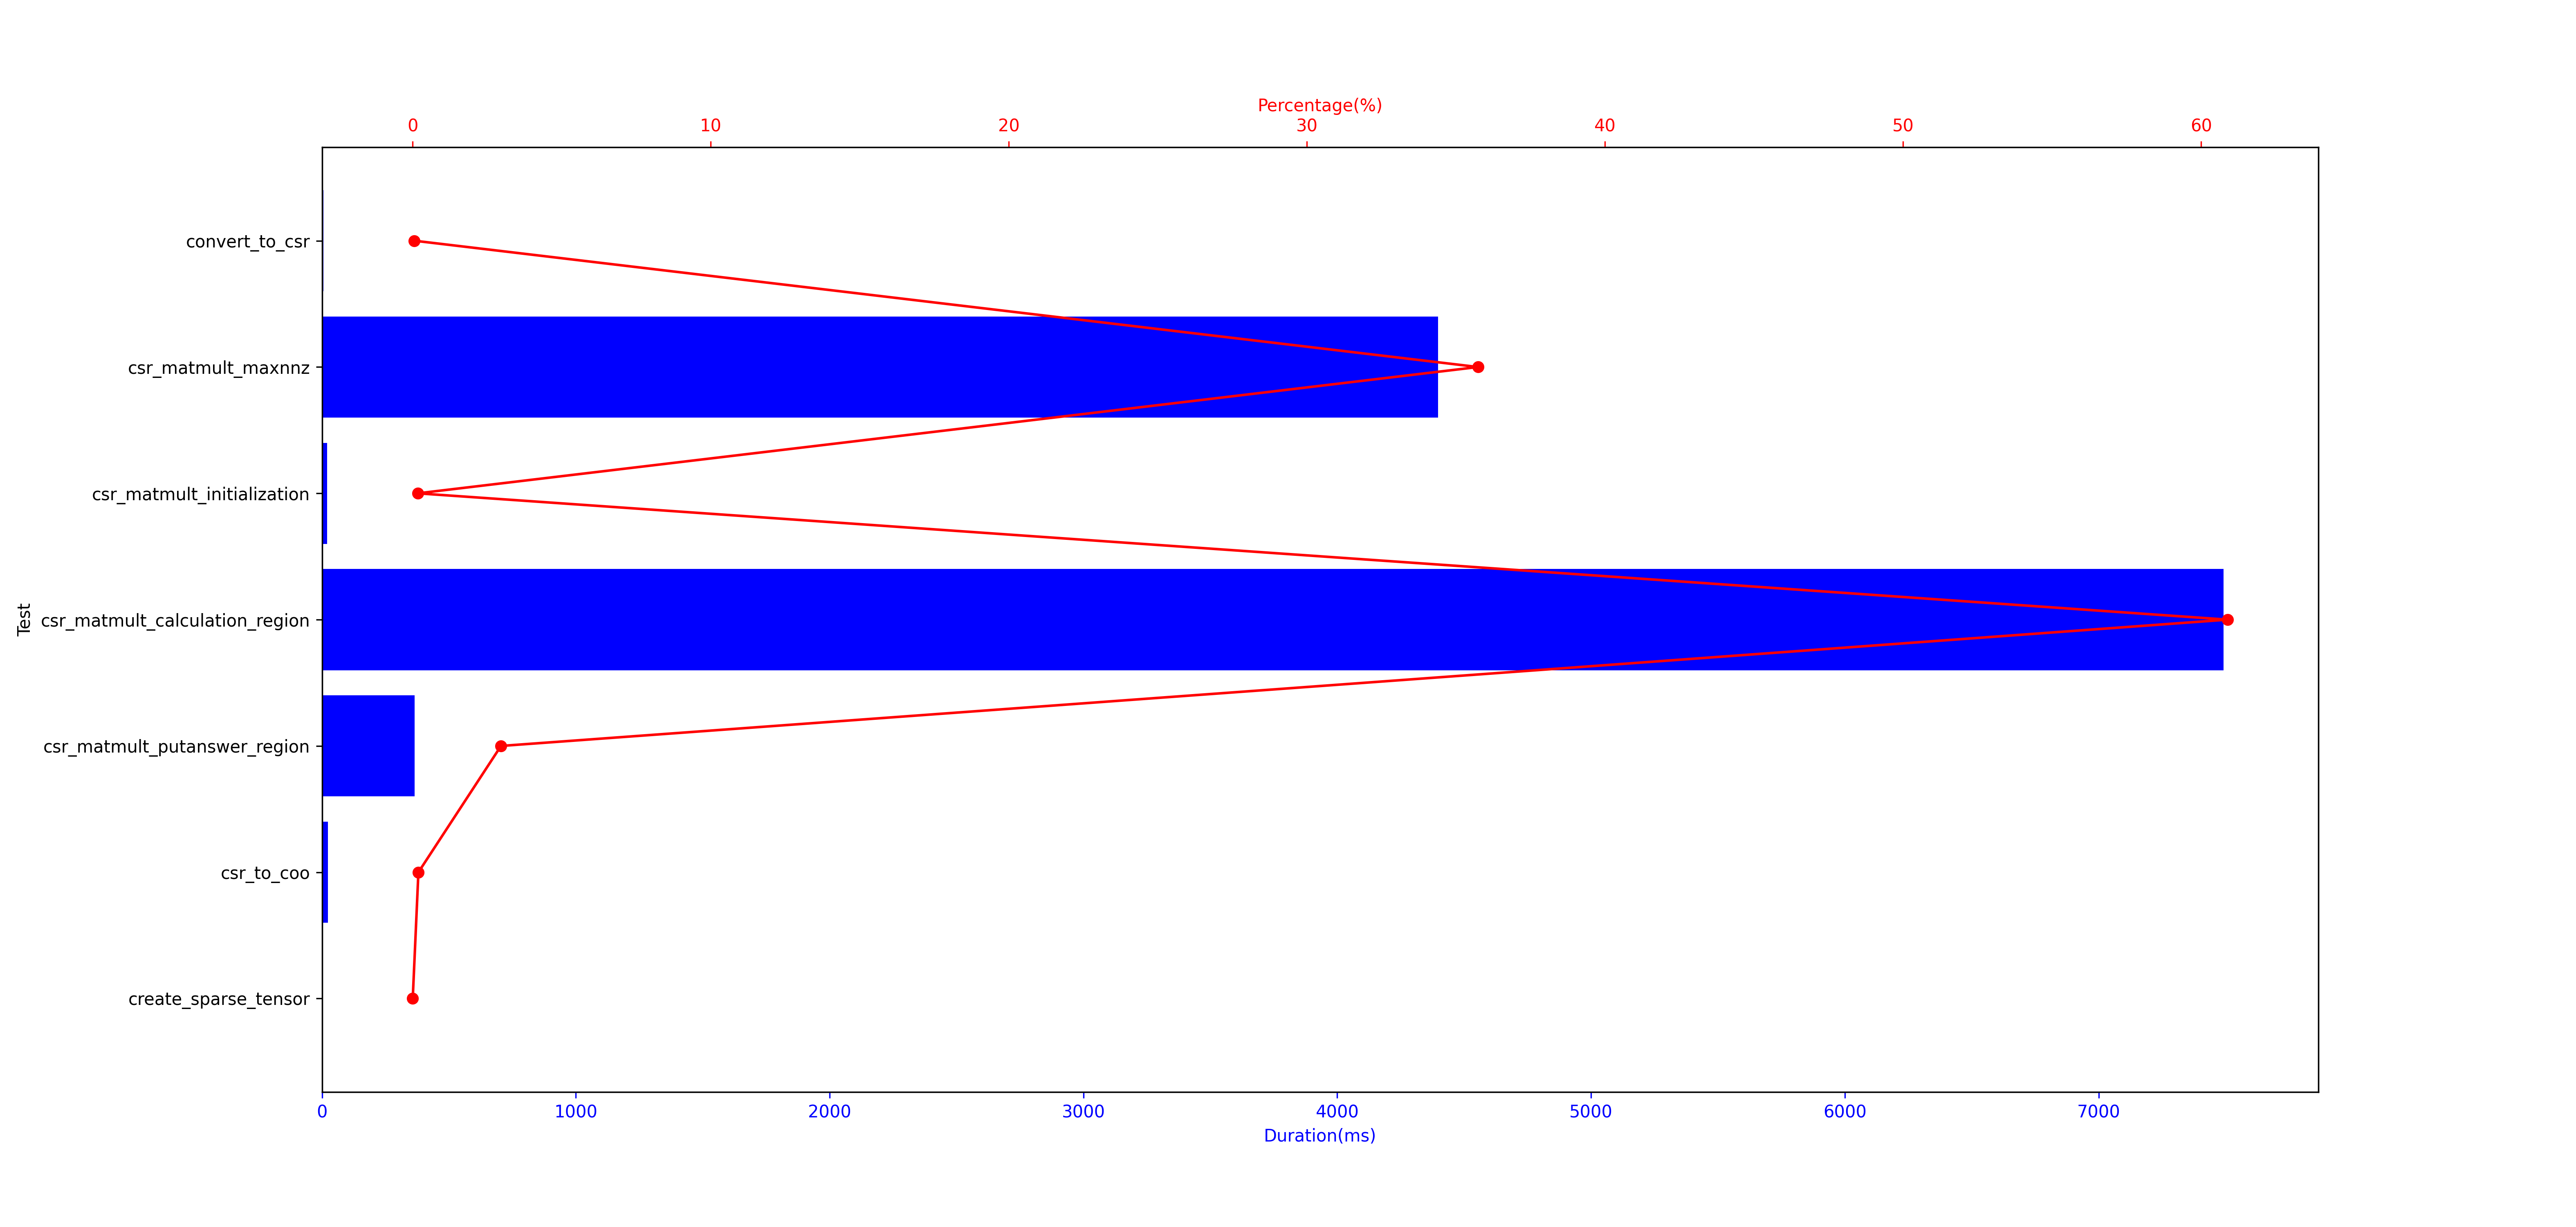 Percentage(%)
0 10 20 30 40 50 60
convert_to_csr
csr_matmult_maxnnz
csr_matmult_initialization
Test
csr_matmult_calculation_region
csr_matmult_putanswer_region
csr_to_coo
create_sparse_tensor
0 1000 2000 3000 4000 5000 6000 7000
Duration(ms)